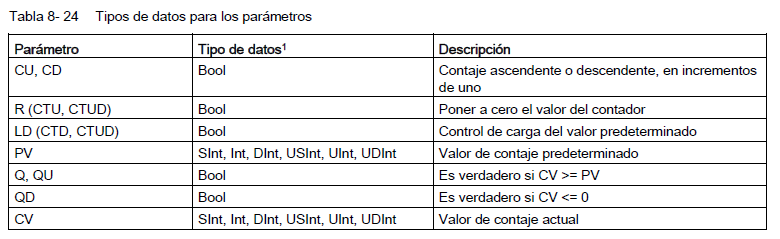 Tabla 8- 24 Tipos de datos para los parámetros
Parámetro Tipo de datos1 Descripción
CU, CD Bool Contaje ascendente o descendente, en incrementos
de uno
R (CTU, CTUD) Bool Poner a cero el valor del contador
LD (CTD, CTUD) Bool Control de carga del valor predeterminado
PV SInt, Int, DInt, USInt, UInt, UDInt Valor de contaje predeterminado
Q, QU Bool Es verdadero si CV >= PV
QD Bool Es verdadero si CV <= 0
CV SInt, Int, DInt, USInt, UInt, UDInt Valor de contaje actual